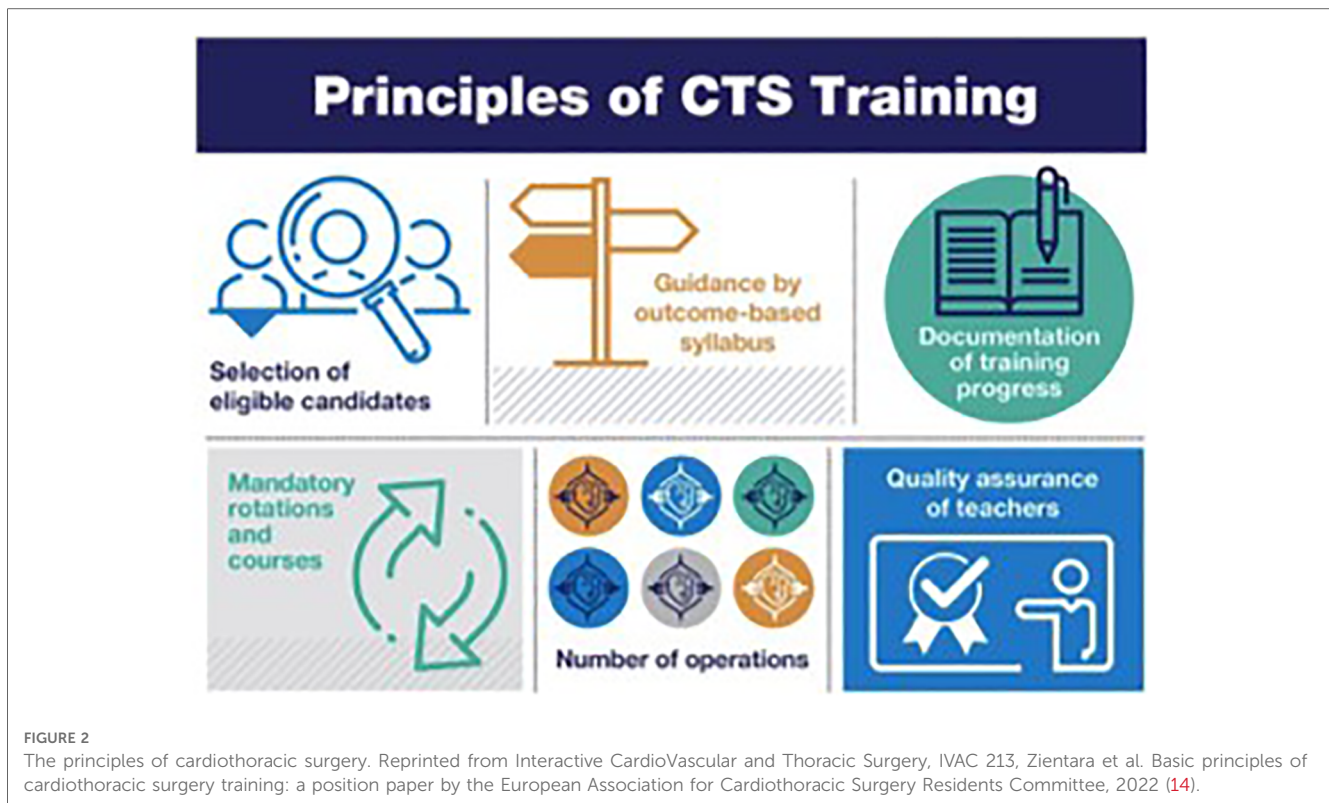 Principles of CTS Training
Selection of
eligible candidates
Guidance by
outcome-based
syllabus
Documentation
of training
progress
Mandatory
rotations
and
courses
Number of operations
Quality assurance
of teachers
FIGURE 2
The principles of cardiothoracic surgery. Reprinted from Interactive CardioVascular and Thoracic Surgery, IVAC 213, Zientara et al. Basic principles of
cardiothoracic surgery training: a position paper by the European Association for Cardiothoracic Surgery Residents Committee, 2022 (14).